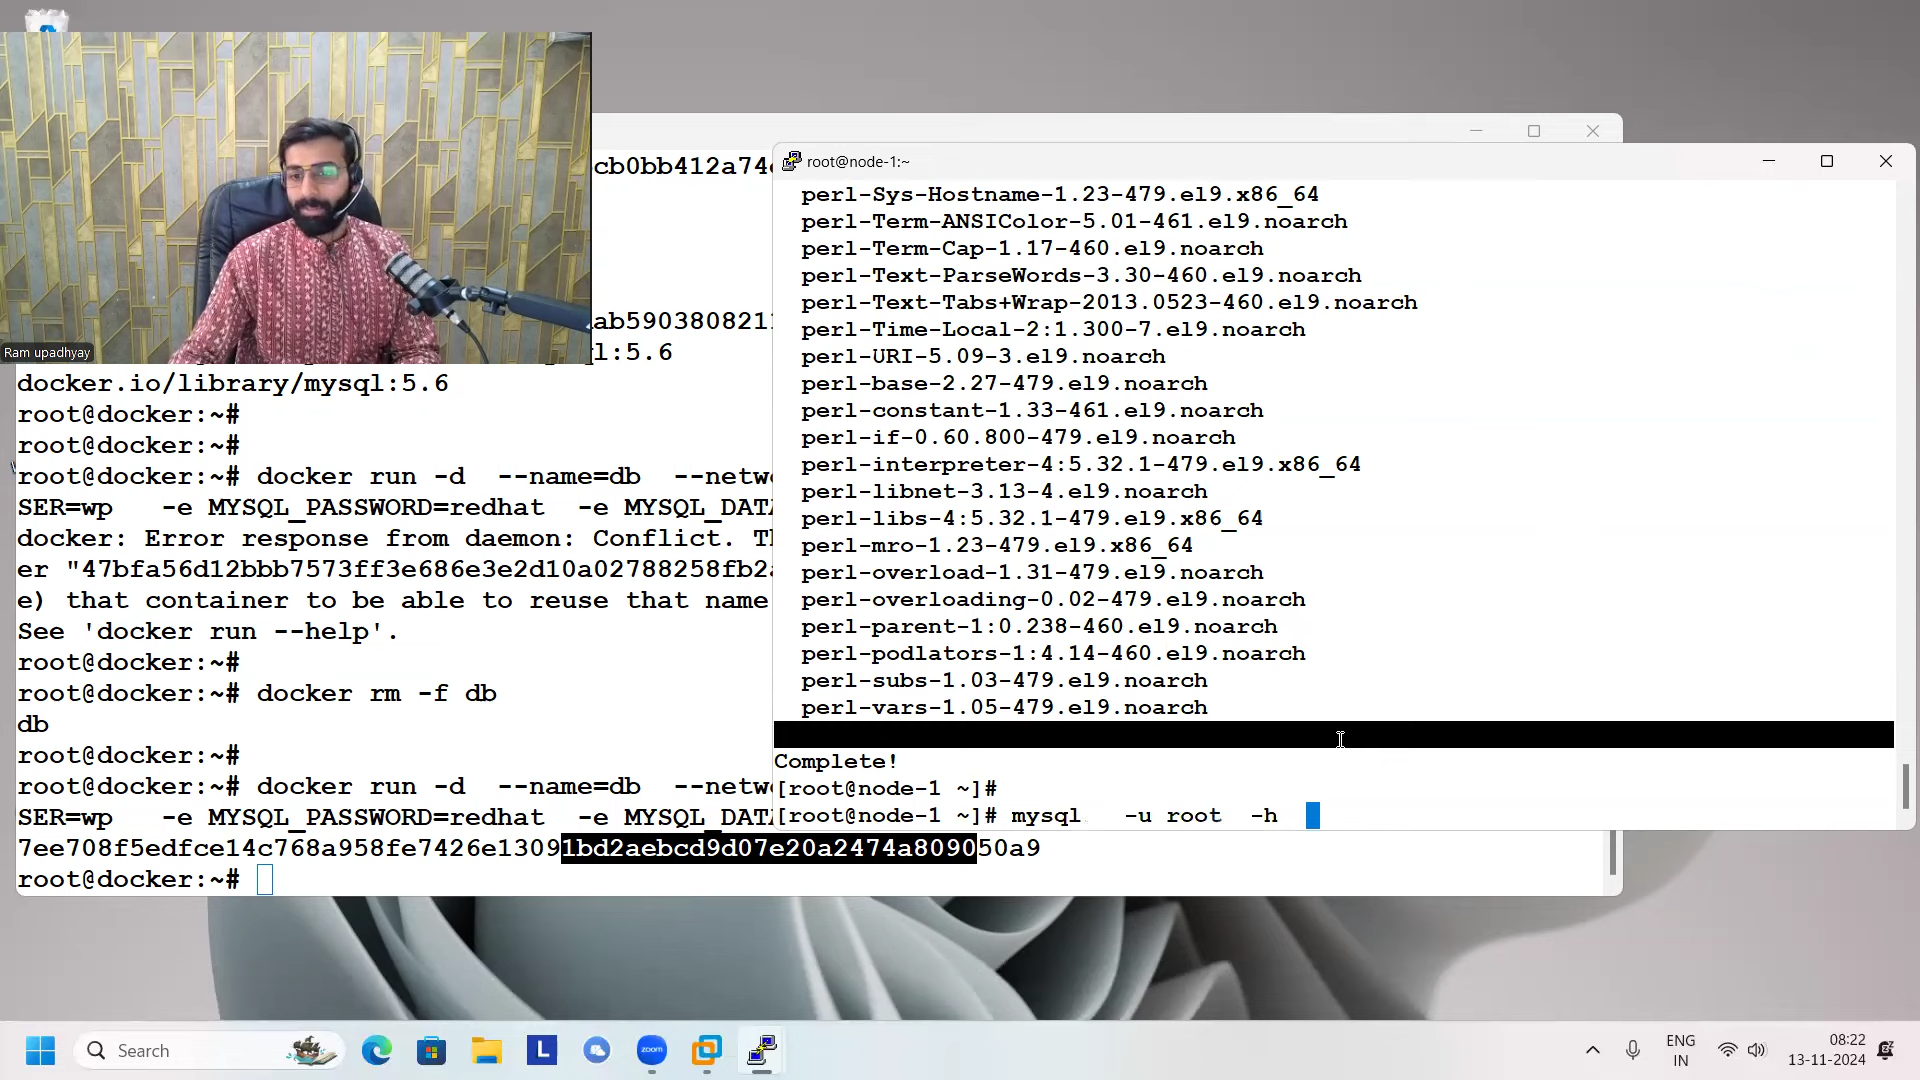 Ram upadhyay
cb0bb412a74
ab5903808211
l:5.6
docker.io/library/mysql:5.6
root@docker:~#
root@docker:~#
root@docker:~# docker run -d  --name=db  --netw
SER=wp   -e MYSQL_PASSWORD=redhat  -e MYSQL_DATA
docker: Error response from daemon: Conflict. T
er "47bfa56d12bbb7573ff3e686e3e2d10a02788258fb2
e) that container to be able to reuse that name
See 'docker run --help'.
root@docker:~#
root@docker:~# docker rm -f db
db
root@docker:~#
root@docker:~# docker run -d  --name=db  --netw
SER=wp   -e MYSQL_PASSWORD=redhat  -e MYSQL_DATA
7ee708f5edfce14c768a958fe7426e13091bd2aebcd9d07e20a2474a809050a9
root@docker:~#
root@node-1:~
perl-Sys-Hostname-1.23-479.el9.x86_64
perl-Term-ANSIColor-5.01-461.el9.noarch
perl-Term-Cap-1.17-460.el9.noarch
perl-Text-ParseWords-3.30-460.el9.noarch
perl-Text-Tabs+Wrap-2013.0523-460.el9.noarch
perl-Time-Local-2:1.300-7.el9.noarch
perl-URI-5.09-3.el9.noarch
perl-base-2.27-479.el9.noarch
perl-constant-1.33-461.el9.noarch
perl-if-0.60.800-479.el9.noarch
perl-interpreter-4:5.32.1-479.el9.x86_64
perl-libnet-3.13-4.el9.noarch
perl-libs-4:5.32.1-479.el9.x86_64
perl-mro-1.23-479.el9.x86_64
perl-overload-1.31-479.el9.noarch
perl-overloading-0.02-479.el9.noarch
perl-parent-1:0.238-460.el9.noarch
perl-podlators-1:4.14-460.el9.noarch
perl-subs-1.03-479.el9.noarch
perl-vars-1.05-479.el9.noarch
Complete!
[root@node-1 ~]#
[root@node-1 ~]# mysql   -u root  -h
Search
L
zoom
ENG
IN
08:22
13-11-2024